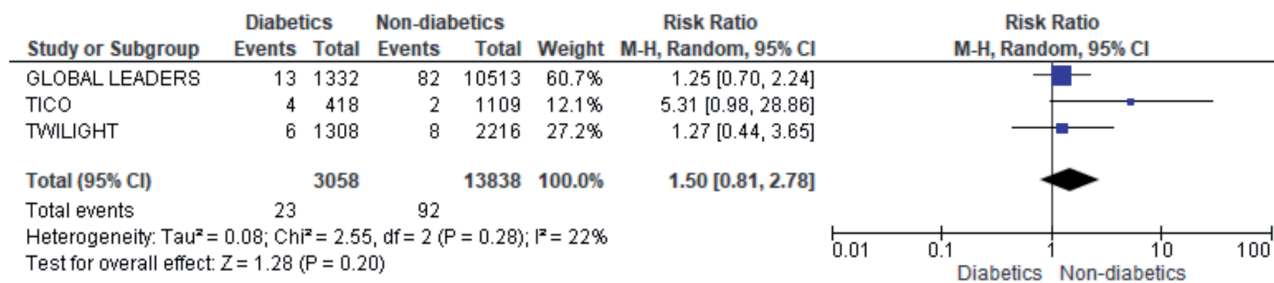 Diabetics Non-diabetics Risk Ratio Risk Ratio
Study or Subgroup Events Total Events Total Weight M-H, Random, 95% CI M-H, Random, 95% CI
GLOBAL LEADERS 13 1332 82 10513 60.7% 1.25 [0.70, 2.24]
TICO 4 418 2 1109 12.1% 5.31 [0.98, 28.86]
TWILIGHT 6 1308 8 2216 27.2% 1.27 [0.44, 3.65]
Total (95% CI) 3058 13838 100.0% 1.50 [0.81, 2.78]
Total events 23 92
Heterogeneity: Tau² = 0.08; Chi² = 2.55, df = 2 (P = 0.28); I² = 22%
Test for overall effect: Z = 1.28 (P = 0.20)
0.01 0.1 1 10 100
Diabetics Non-diabetics